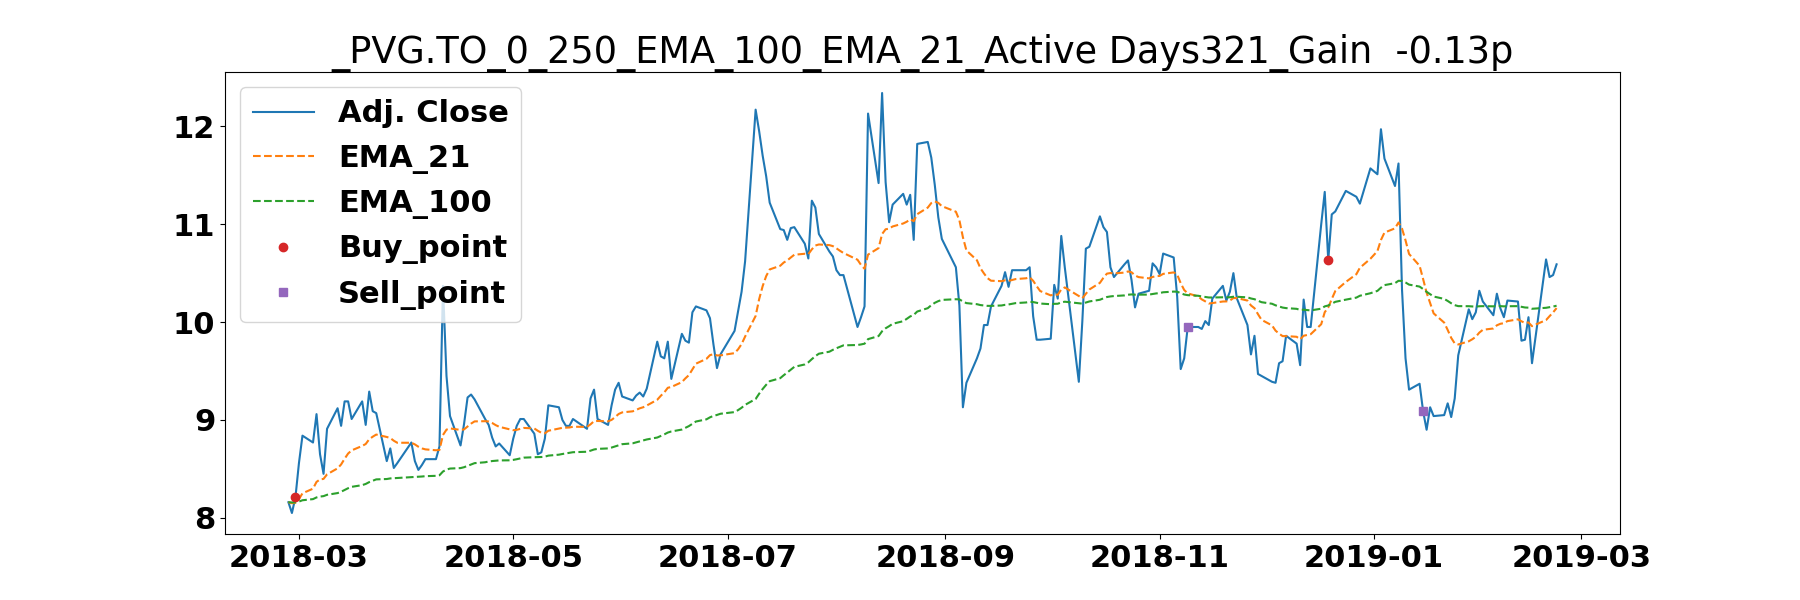 _PVG.TO_0_250_EMA_100_EMA_21_Active Days321_Gain  -0.13p
Adj. Close
EMA_21
EMA_100
Buy_point
Sell_point
12
11
10
9
8
2018-03 2018-05 2018-07 2018-09 2018-11 2019-01 2019-03